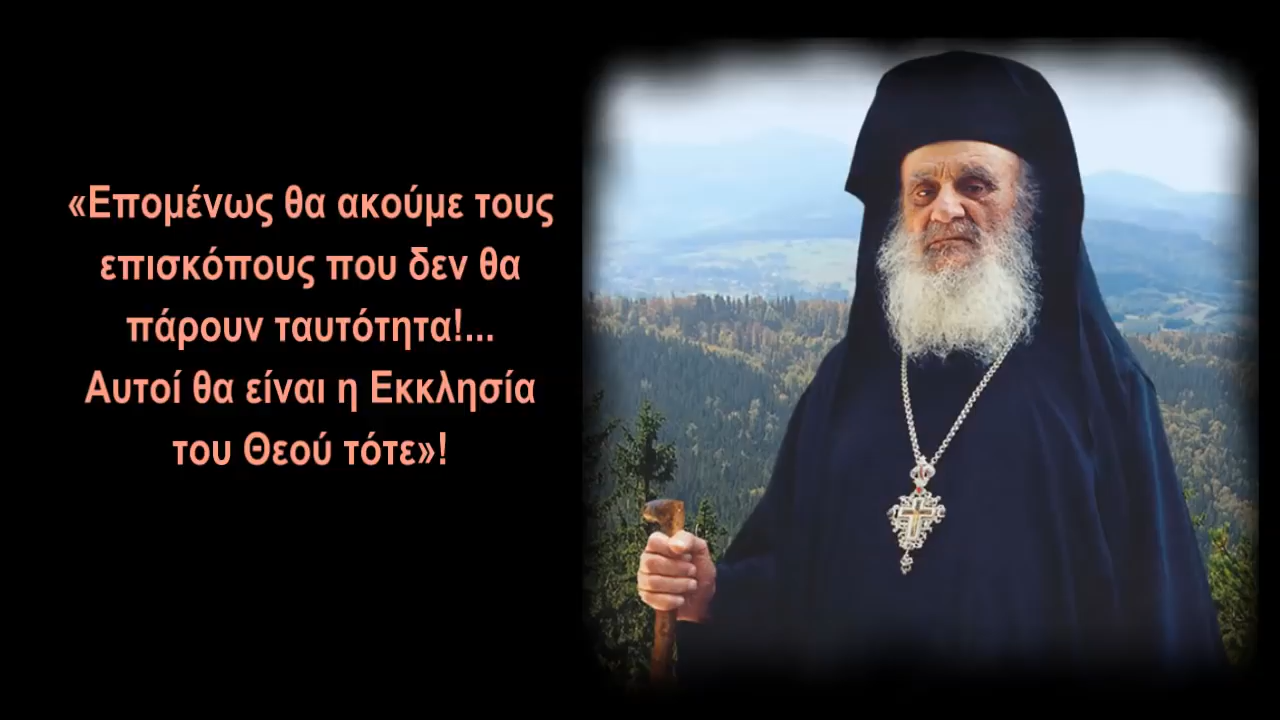 «Επομένως θα ακούμε τους
επισκόπους που δεν θα
πάρουν ταυτότητα!...
Αυτοί θα είναι η Εκκλησία
του Θεού τότε»!